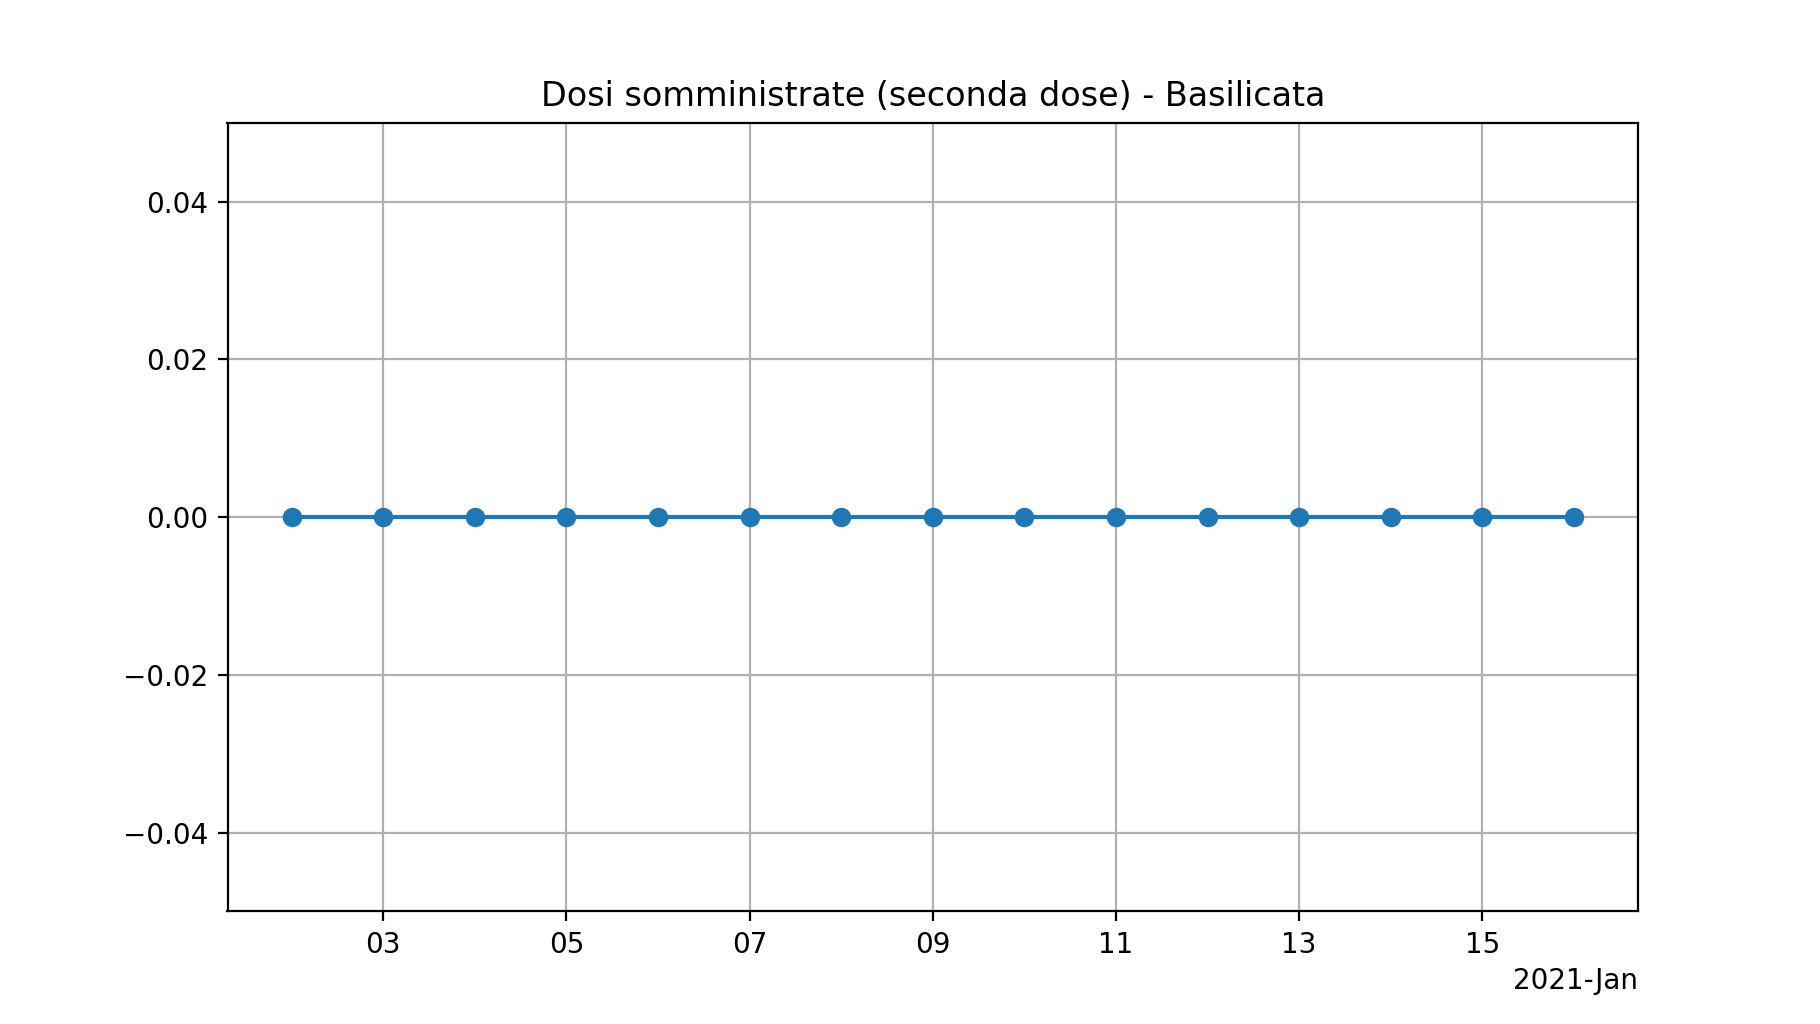 Dosi somministrate (seconda dose) - Basilicata
0.04
0.02
0.00
−0.02
−0.04
03 05 07 09 11 13 15
2021-Jan